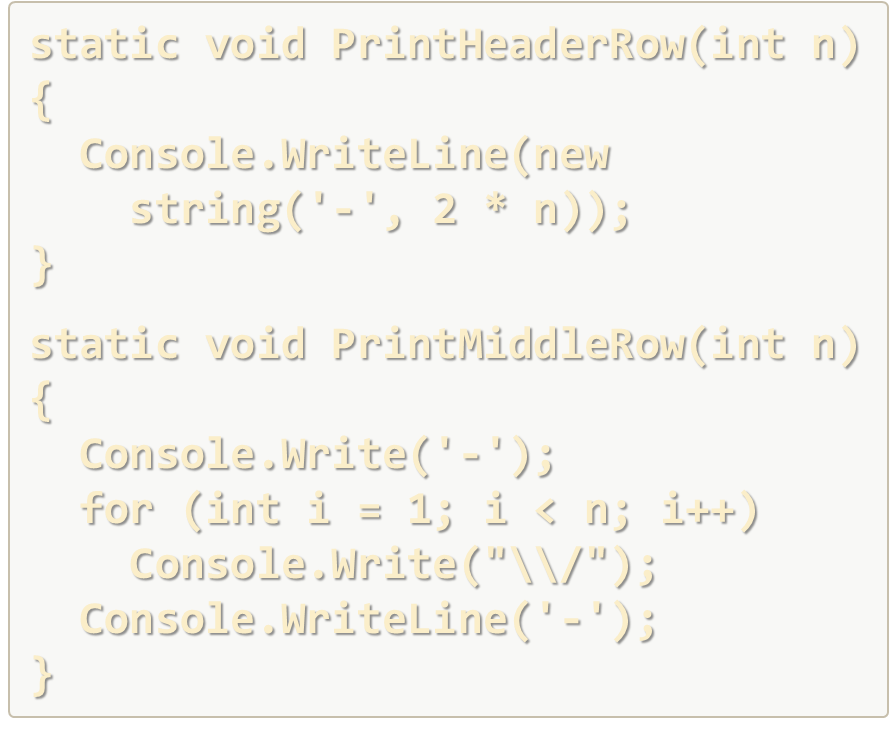 static void PrintHeaderRow(int n)
{
  Console.WriteLine(new
    string('-', 2 * n));
}
static void PrintMiddleRow(int n)
{
  Console.Write('-');
  for (int i = 1; i < n; i++)
    Console.Write("\\/");
  Console.WriteLine('-');
}